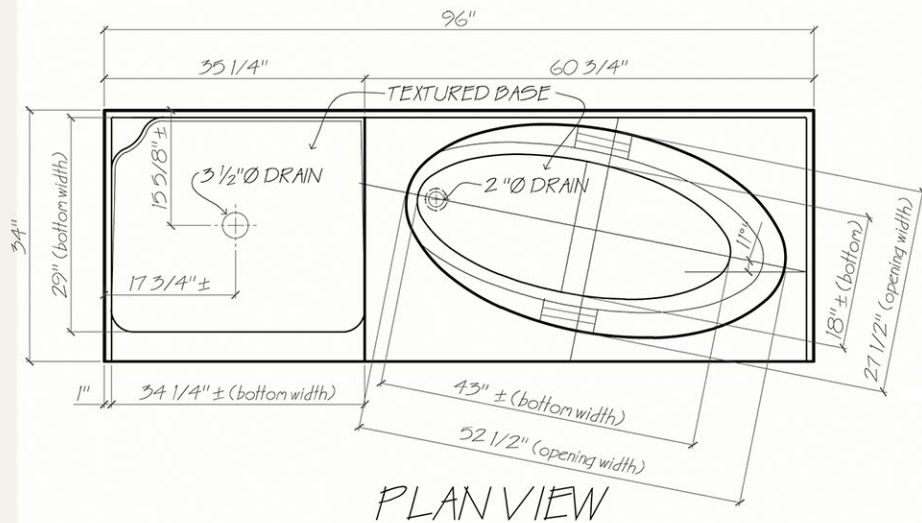 96"
35 1/4"
60 3/4"
TEXTURED BASE
3 1/2"Ø DRAIN
2 "Ø DRAIN
15 5/8" ±
34"
29" (bottom width)
17 3/4" ±
11°
18" ± (bottom)
27 1/2" (opening width)
1"
34 1/4" ± (bottom width)
43" ± (bottom width)
52 1/2" (opening width)
PLAN VIEW